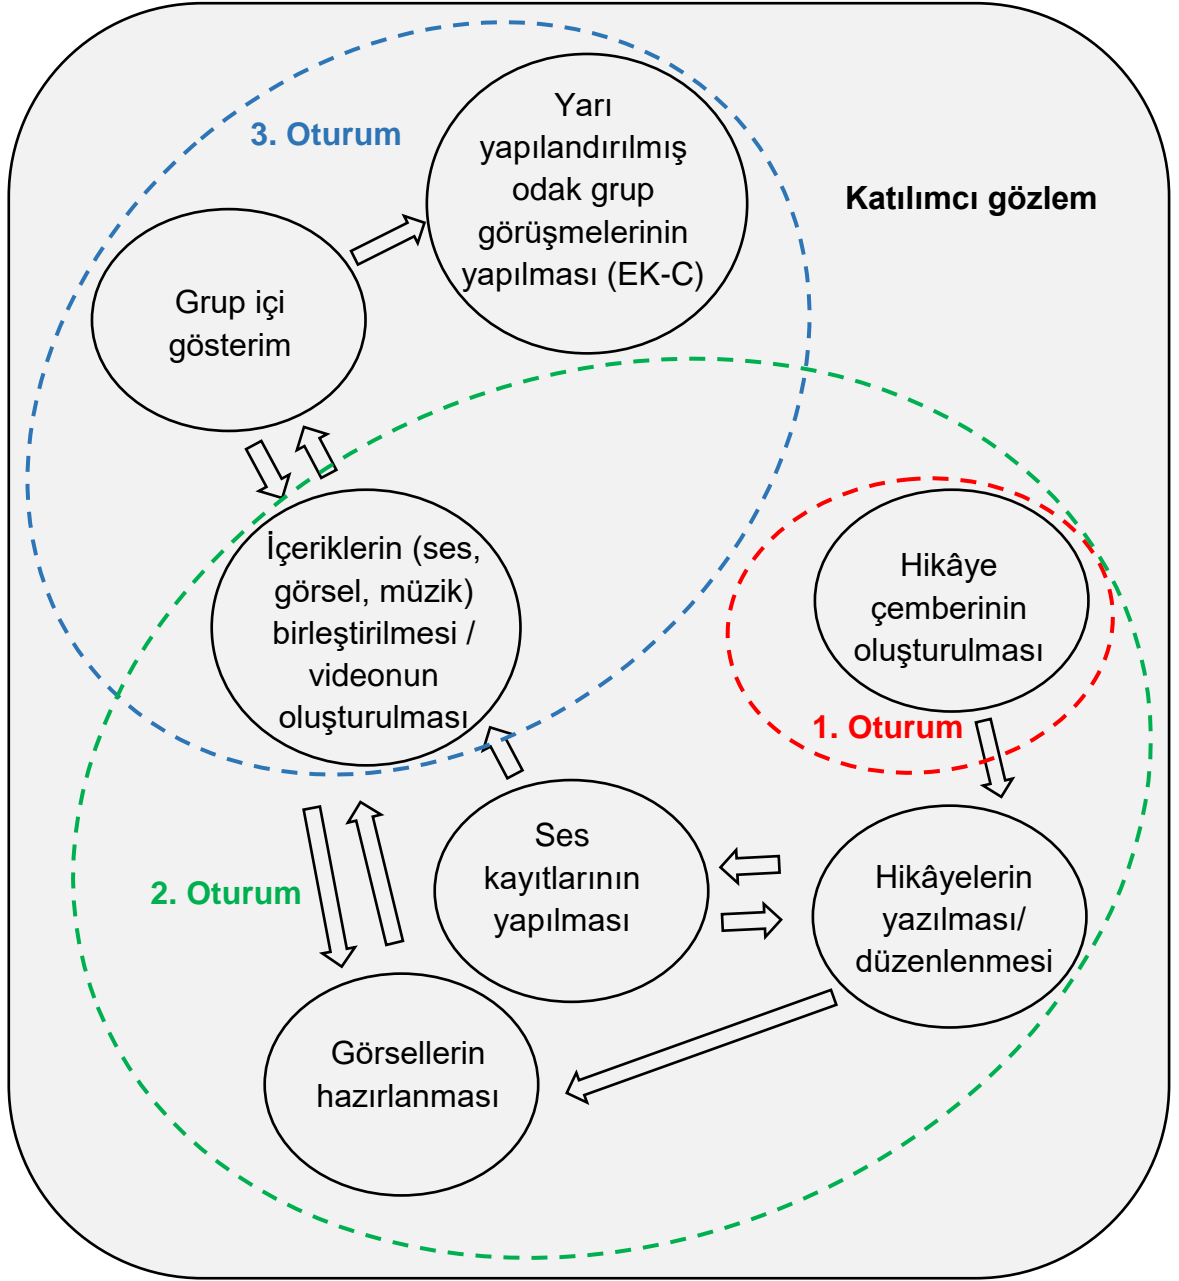 Yarı
yapılandırılmış
odak grup
görüşmelerinin
yapılması (EK-C)
3. Oturum
Katılımcı gözlem
Grup içi
gösterim
İçeriklerin (ses,
görsel, müzik)
birleştirilmesi /
videonun
oluşturulması
Hikâye
çemberinin
oluşturulması
1. Oturum
Ses
kayıtlarının
yapılması
2. Oturum
Hikâyelerin
yazılması/
düzenlenmesi
Görsellerin
hazırlanması